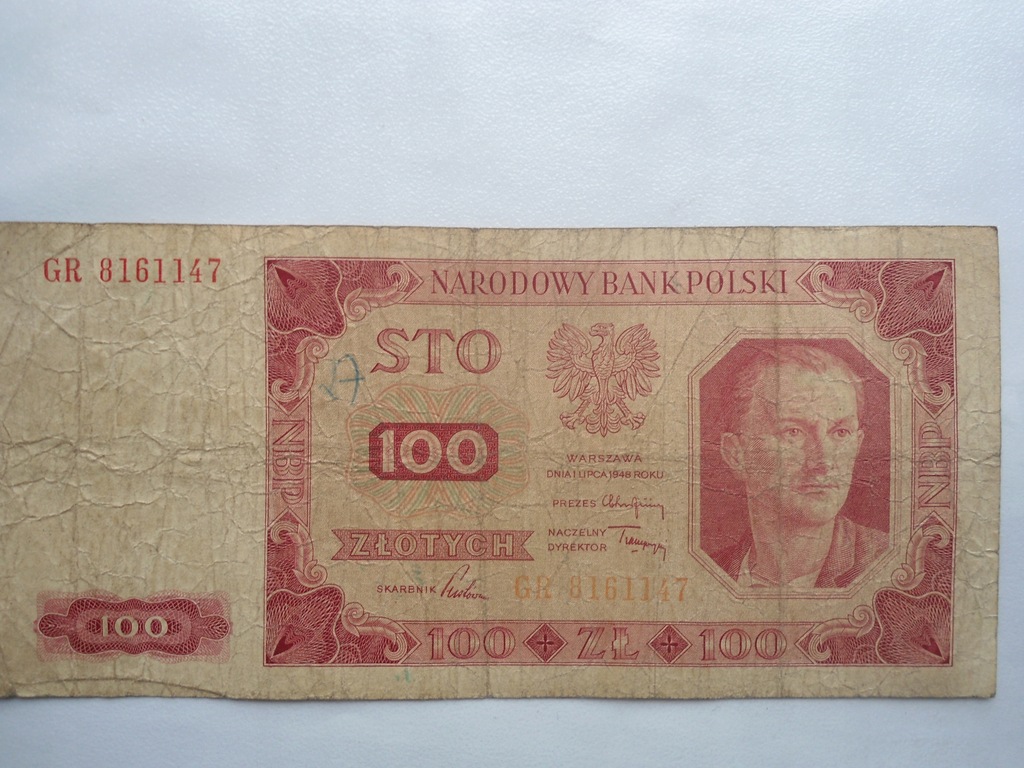 GR 8161147
NARODOWY BANK POLSKI
STO
100
ZŁOTYCH
WARSZAWA
DNIA 1 LIPCA 1948 ROKU
PREZES
NACZELNY
DYREKTOR
SKARBNIK
GR 8161147
100 ZŁ 100
NBP
NBP
100